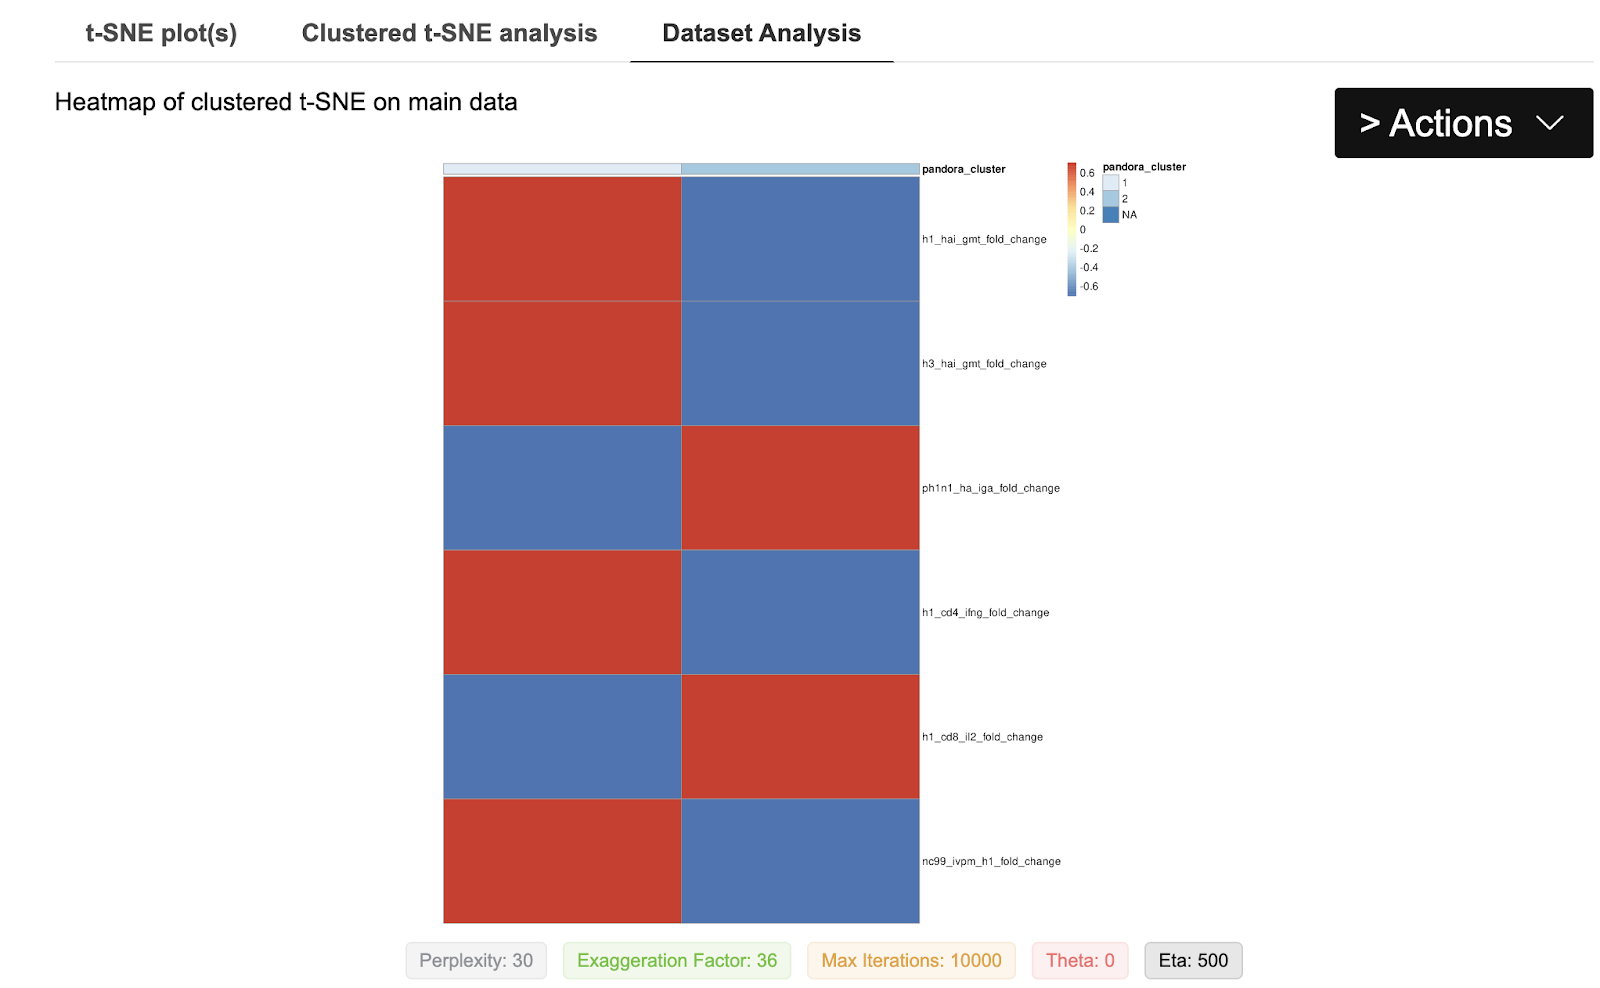 t-SNE plot(s) Clustered t-SNE analysis Dataset Analysis
Heatmap of clustered t-SNE on main data
> Actions
pandora_cluster
h1_hai_gmt_fold_change
h3_hai_gmt_fold_change
ph1n1_ha_iga_fold_change
h1_cd4_ifng_fold_change
h1_cd8_il2_fold_change
nc99_ivpm_h1_fold_change
0.6
0.4
0.2
0
-0.2
-0.4
-0.6
pandora_cluster
1
2
NA
Perplexity: 30 Exaggeration Factor: 36 Max Iterations: 10000 Theta: 0 Eta: 500